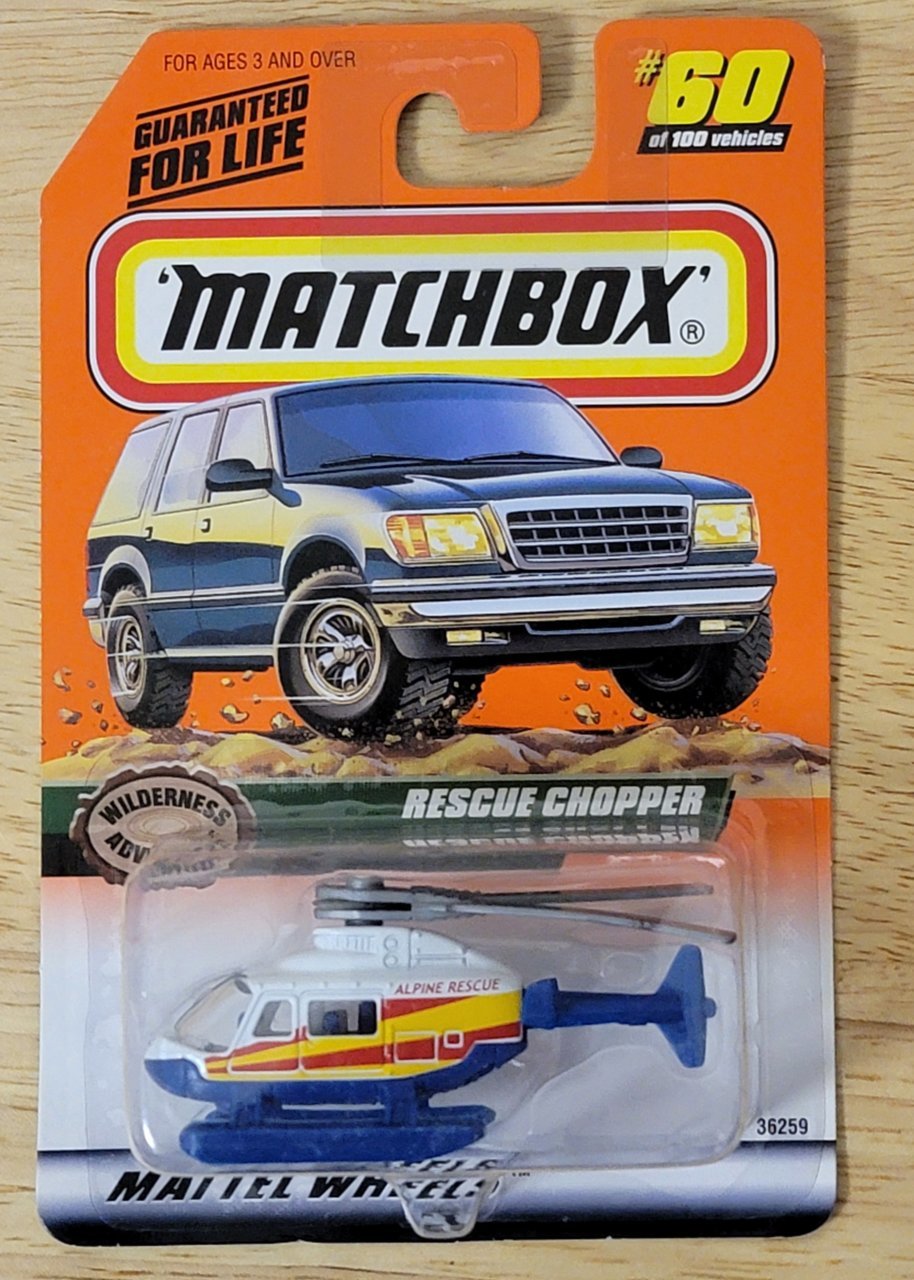 FOR AGES 3 AND OVER
GUARANTEED
FOR LIFE
#60
of 100 vehicles
'MATCHBOX'®
WILDERNESS
RESCUE CHOPPER
ALPINE RESCUE
36259
MATTEL WHEELS™